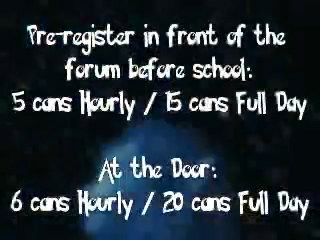 Pre-register in front of the
forum before school:
5 cans Hourly / 15 cans Full Day
At the Door:
6 cans Hourly / 20 cans Full Day